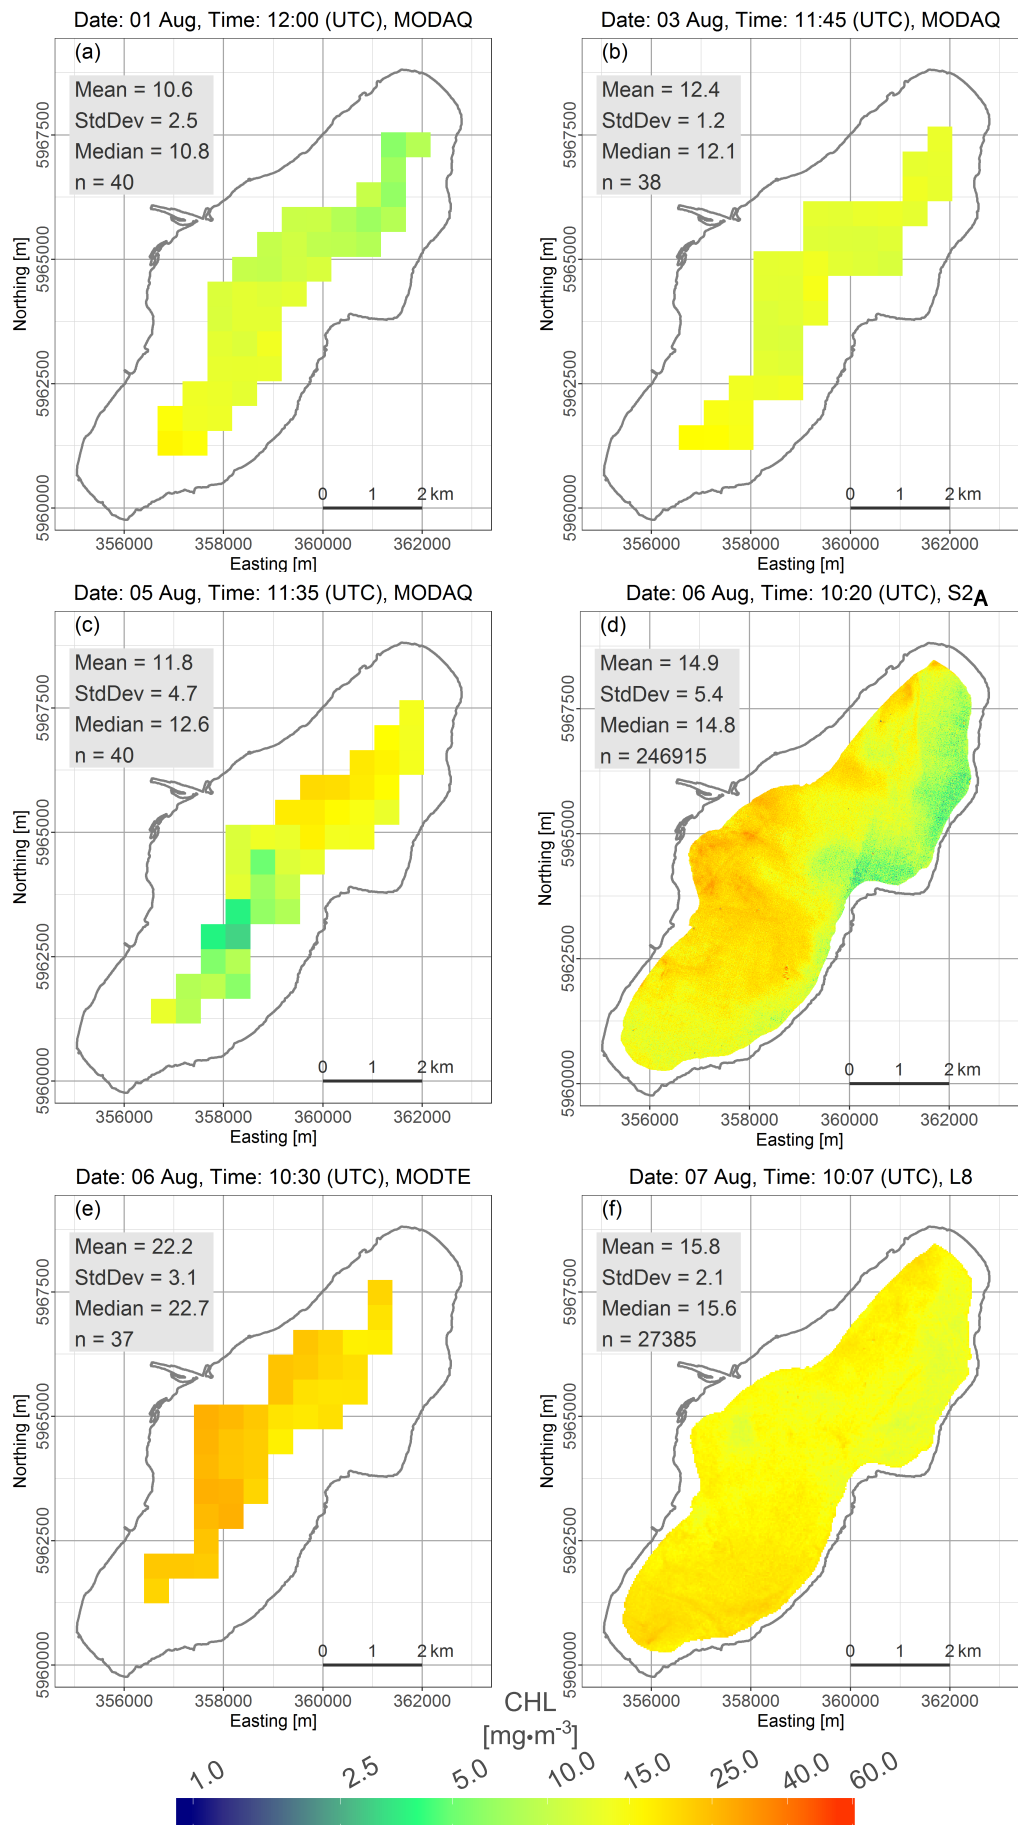 Date: 01 Aug, Time: 12:00 (UTC), MODAQ
(a)
Mean = 10.6
StdDev = 2.5
Median = 10.8
n = 40
Northing [m]
5967500
5965000
5962500
5960000
0 1 2 km
356000 358000 360000 362000
Easting [m]
Date: 03 Aug, Time: 11:45 (UTC), MODAQ
(b)
Mean = 12.4
StdDev = 1.2
Median = 12.1
n = 38
Northing [m]
5967500
5965000
5962500
5960000
0 1 2 km
356000 358000 360000 362000
Easting [m]
Date: 05 Aug, Time: 11:35 (UTC), MODAQ
(c)
Mean = 11.8
StdDev = 4.7
Median = 12.6
n = 40
Northing [m]
5967500
5965000
5962500
5960000
0 1 2 km
356000 358000 360000 362000
Easting [m]
Date: 06 Aug, Time: 10:20 (UTC), S2A
(d)
Mean = 14.9
StdDev = 5.4
Median = 14.8
n = 246915
Northing [m]
5967500
5965000
5962500
5960000
0 1 2 km
356000 358000 360000 362000
Easting [m]
Date: 06 Aug, Time: 10:30 (UTC), MODTE
(e)
Mean = 22.2
StdDev = 3.1
Median = 22.7
n = 37
Northing [m]
5967500
5965000
5962500
5960000
0 1 2 km
356000 358000 360000 362000
Easting [m]
Date: 07 Aug, Time: 10:07 (UTC), L8
(f)
Mean = 15.8
StdDev = 2.1
Median = 15.6
n = 27385
Northing [m]
5967500
5965000
5962500
5960000
0 1 2 km
356000 358000 360000 362000
Easting [m]
CHL
[mg•m⁻³]
1.0 2.5 5.0 10.0 15.0 25.0 40.0 60.0